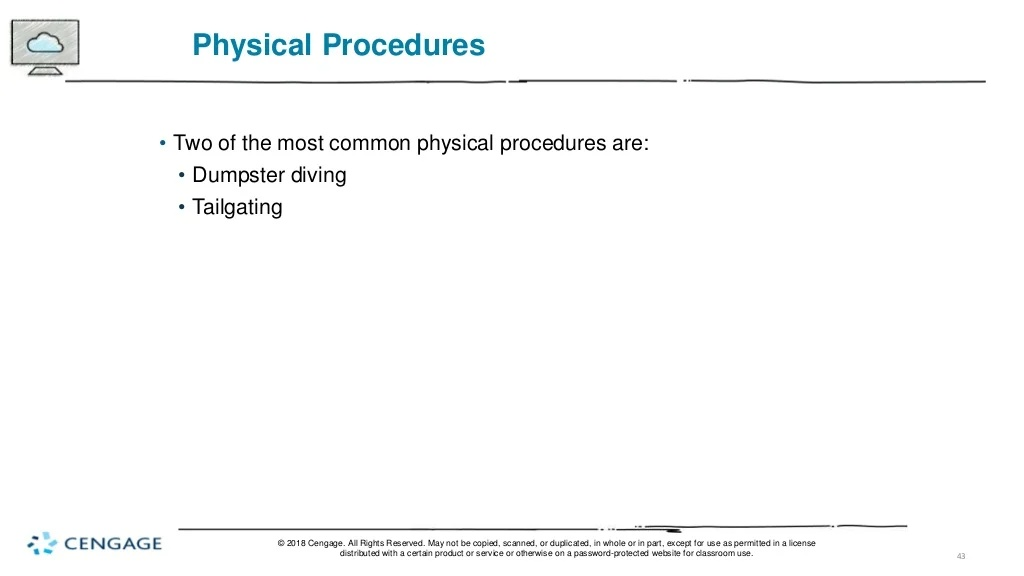 Physical Procedures
• Two of the most common physical procedures are:
• Dumpster diving
• Tailgating
CENGAGE
© 2018 Cengage. All Rights Reserved. May not be copied, scanned, or duplicated, in whole or in part, except for use as permitted in a license
distributed with a certain product or service or otherwise on a password-protected website for classroom use.
43